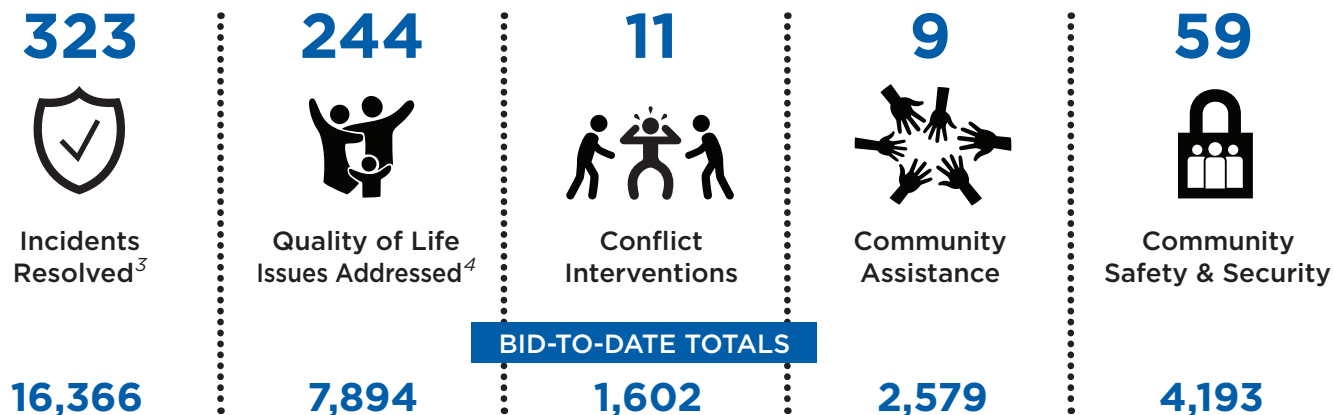 323
Incidents
Resolved3
244
Quality of Life
Issues Addressed4
11
Conflict
Interventions
9
Community
Assistance
59
Community
Safety & Security
BID-TO-DATE TOTALS
16,366
7,894
1,602
2,579
4,193